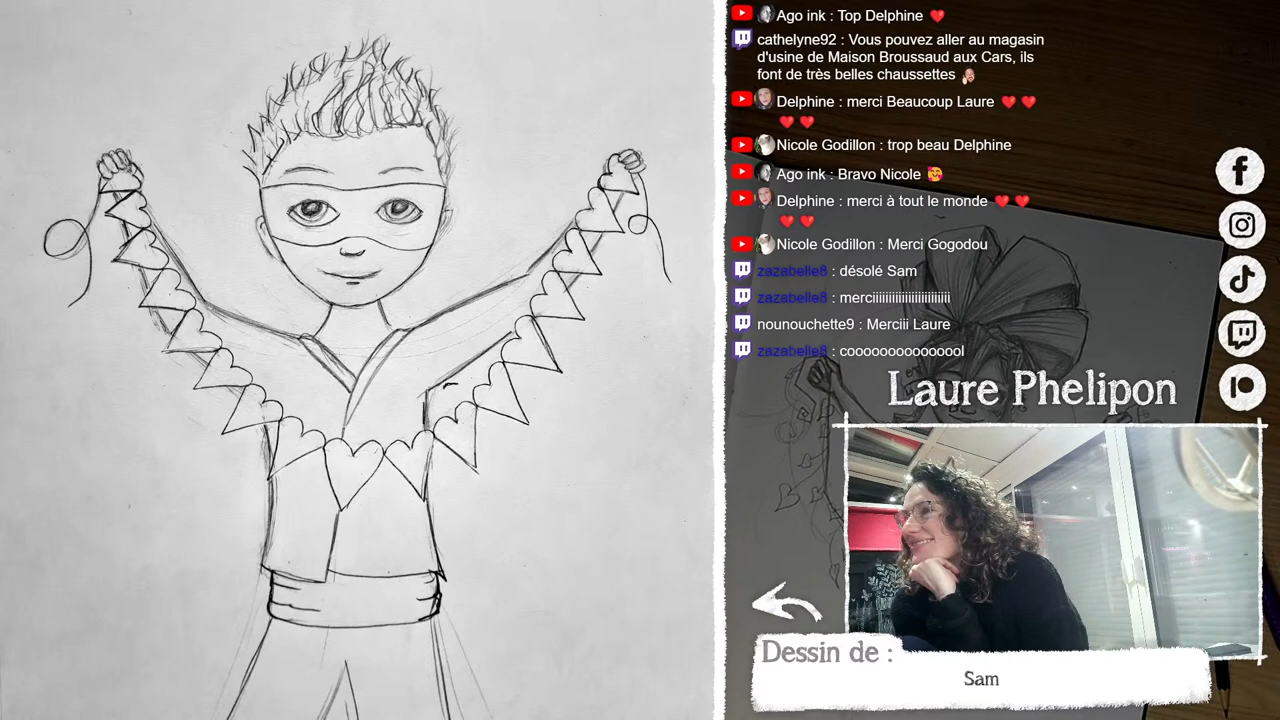 Ago ink : Top Delphine ❤️
cathelyne92 : Vous pouvez aller au magasin
d'usine de Maison Broussaud aux Cars, ils
font de très belles chaussettes
Delphine : merci Beaucoup Laure ❤️ ❤️
❤️ ❤️
Nicole Godillon : trop beau Delphine
Ago ink : Bravo Nicole 🥰
Delphine : merci à tout le monde ❤️ ❤️
❤️ ❤️
Nicole Godillon : Merci Gogodou
zazabelle8 : désolé Sam
zazabelle8 : merciiiiiiiiiiiiiiiiiiiiiiii
nounouchette9 : Merciii Laure
zazabelle8 : cooooooooooooool
Laure Phelipon
Dessin de :
Sam